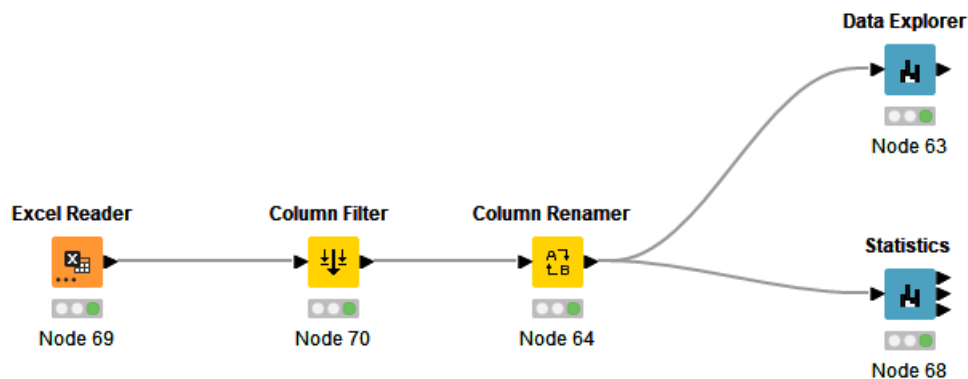 Data Explorer
Node 63
Excel Reader
Node 69
Column Filter
Node 70
Column Renamer
A
B
Node 64
Statistics
Node 68